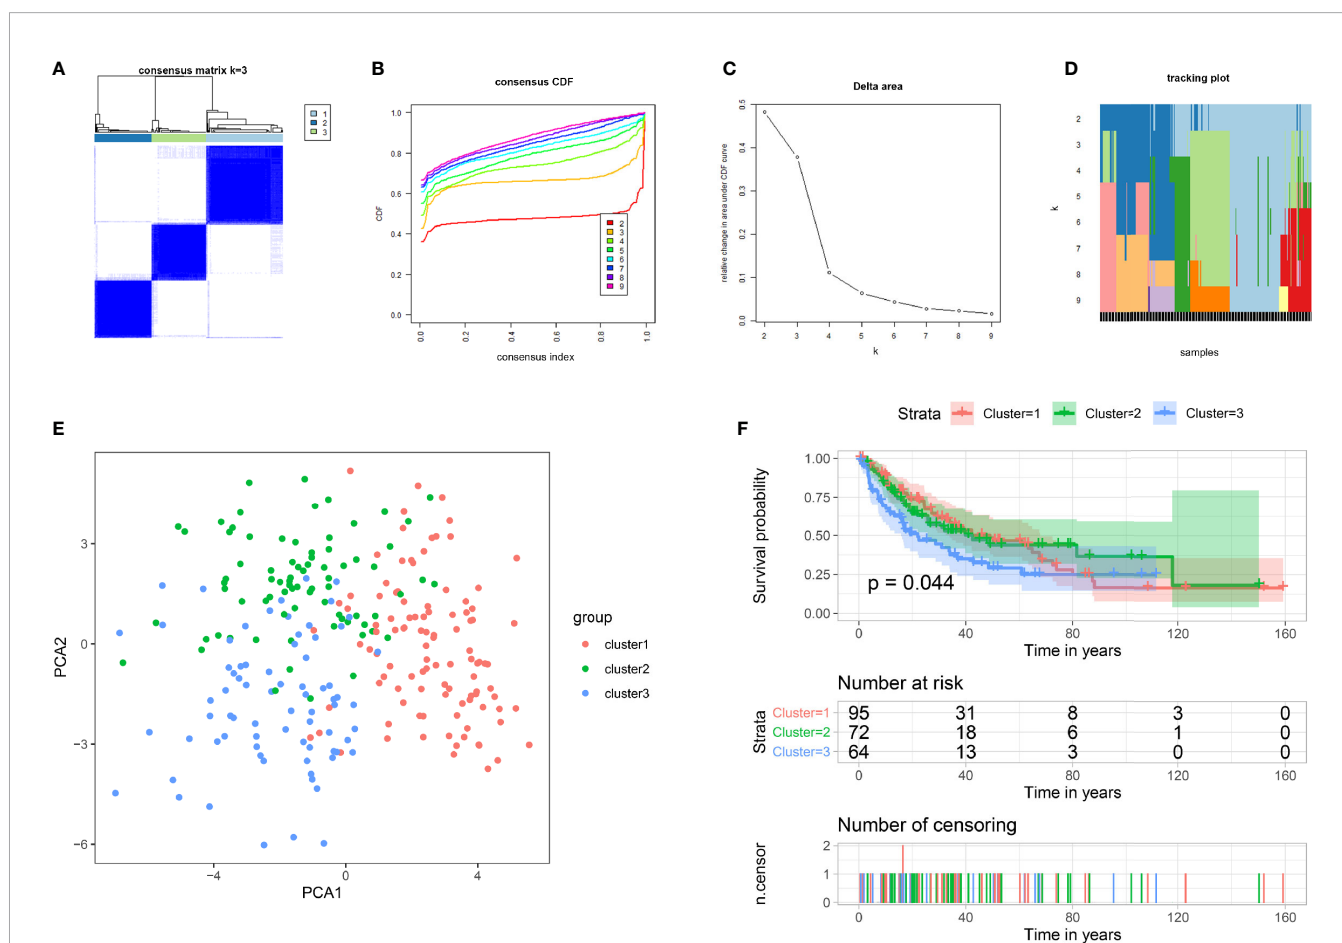 A
consensus matrix k=3
1
2
3
B
consensus CDF
1.0
0.8
0.6
0.4
0.2
0.0
CDF
2
3
4
5
6
7
8
9
0.0
0.2
0.4
0.6
0.8
1.0
consensus index
C
Delta area
0.5
0.4
0.3
0.2
0.1
0.0
relative change in area under CDF curve
2 3 4 5 6 7 8 9
k
D
tracking plot
2
3
4
5
6
7
8
9
k
samples
E
3
0
−3
−6
PCA2
−4 0 4
PCA1
group
cluster1
cluster2
cluster3
F
Strata Cluster=1 Cluster=2 Cluster=3
1.00
0.75
0.50
0.25
0.00
Survival probability
p = 0.044
0 40 80 120 160
Time in years
Number at risk
Strata
Cluster=1 95 31 8 3 0
Cluster=2 72 18 6 1 0
Cluster=3 64 13 3 0 0
0 40 80 120 160
Time in years
Number of censoring
2
1
0
n.censor
0 40 80 120 160
Time in years